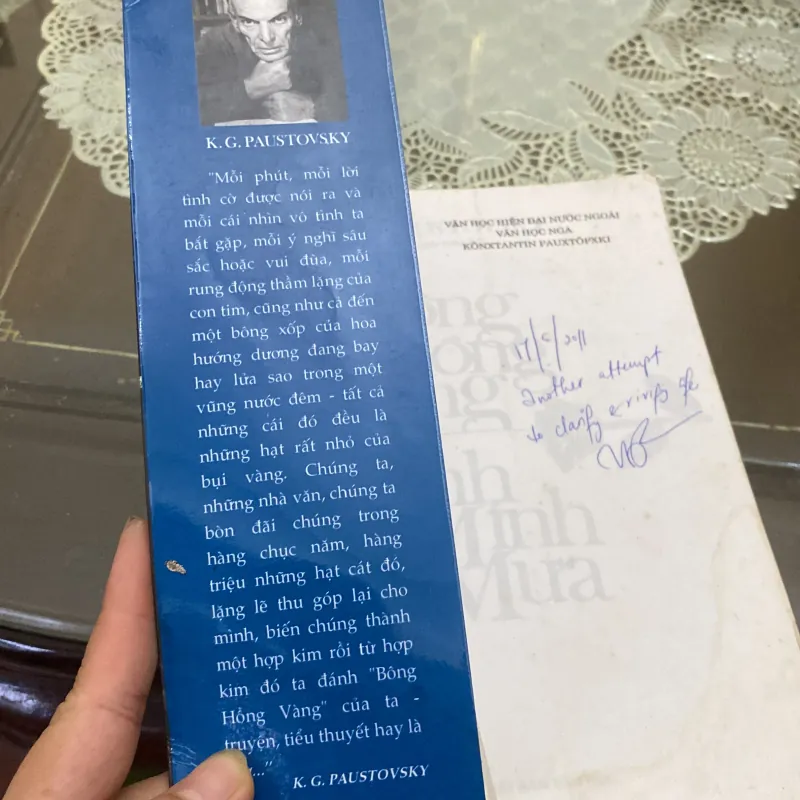 K. G. PAUSTOVSKY
"Mỗi phút, mỗi lời
tình cờ được nói ra và
mỗi cái nhìn vô tình ta
bắt gặp, mỗi ý nghĩ sâu
sắc hoặc vui đùa, mỗi
rung động thầm lặng của
con tim, cũng như cả đến
một bông xốp của hoa
hướng dương đang bay
hay lửa sao trong một
vũng nước đêm - tất cả
những cái đó đều là
những hạt rất nhỏ của
bụi vàng. Chúng ta,
những nhà văn, chúng ta
bòn đãi chúng trong
hàng chục năm, hàng
triệu những hạt cát đó,
lặng lẽ thu góp lại cho
mình, biến chúng thành
một hợp kim rồi từ hợp
kim đó ta đánh "Bông
Hồng Vàng" của ta -
truyện, tiểu thuyết hay là
..."
K. G. PAUSTOVSKY
VĂN HỌC HIỆN ĐẠI NƯỚC NGOÀI
VĂN HỌC NGA
KÔNXTANTIN PAUXTÔPXKI
Another attempt
to clarify
Minh
Mưa